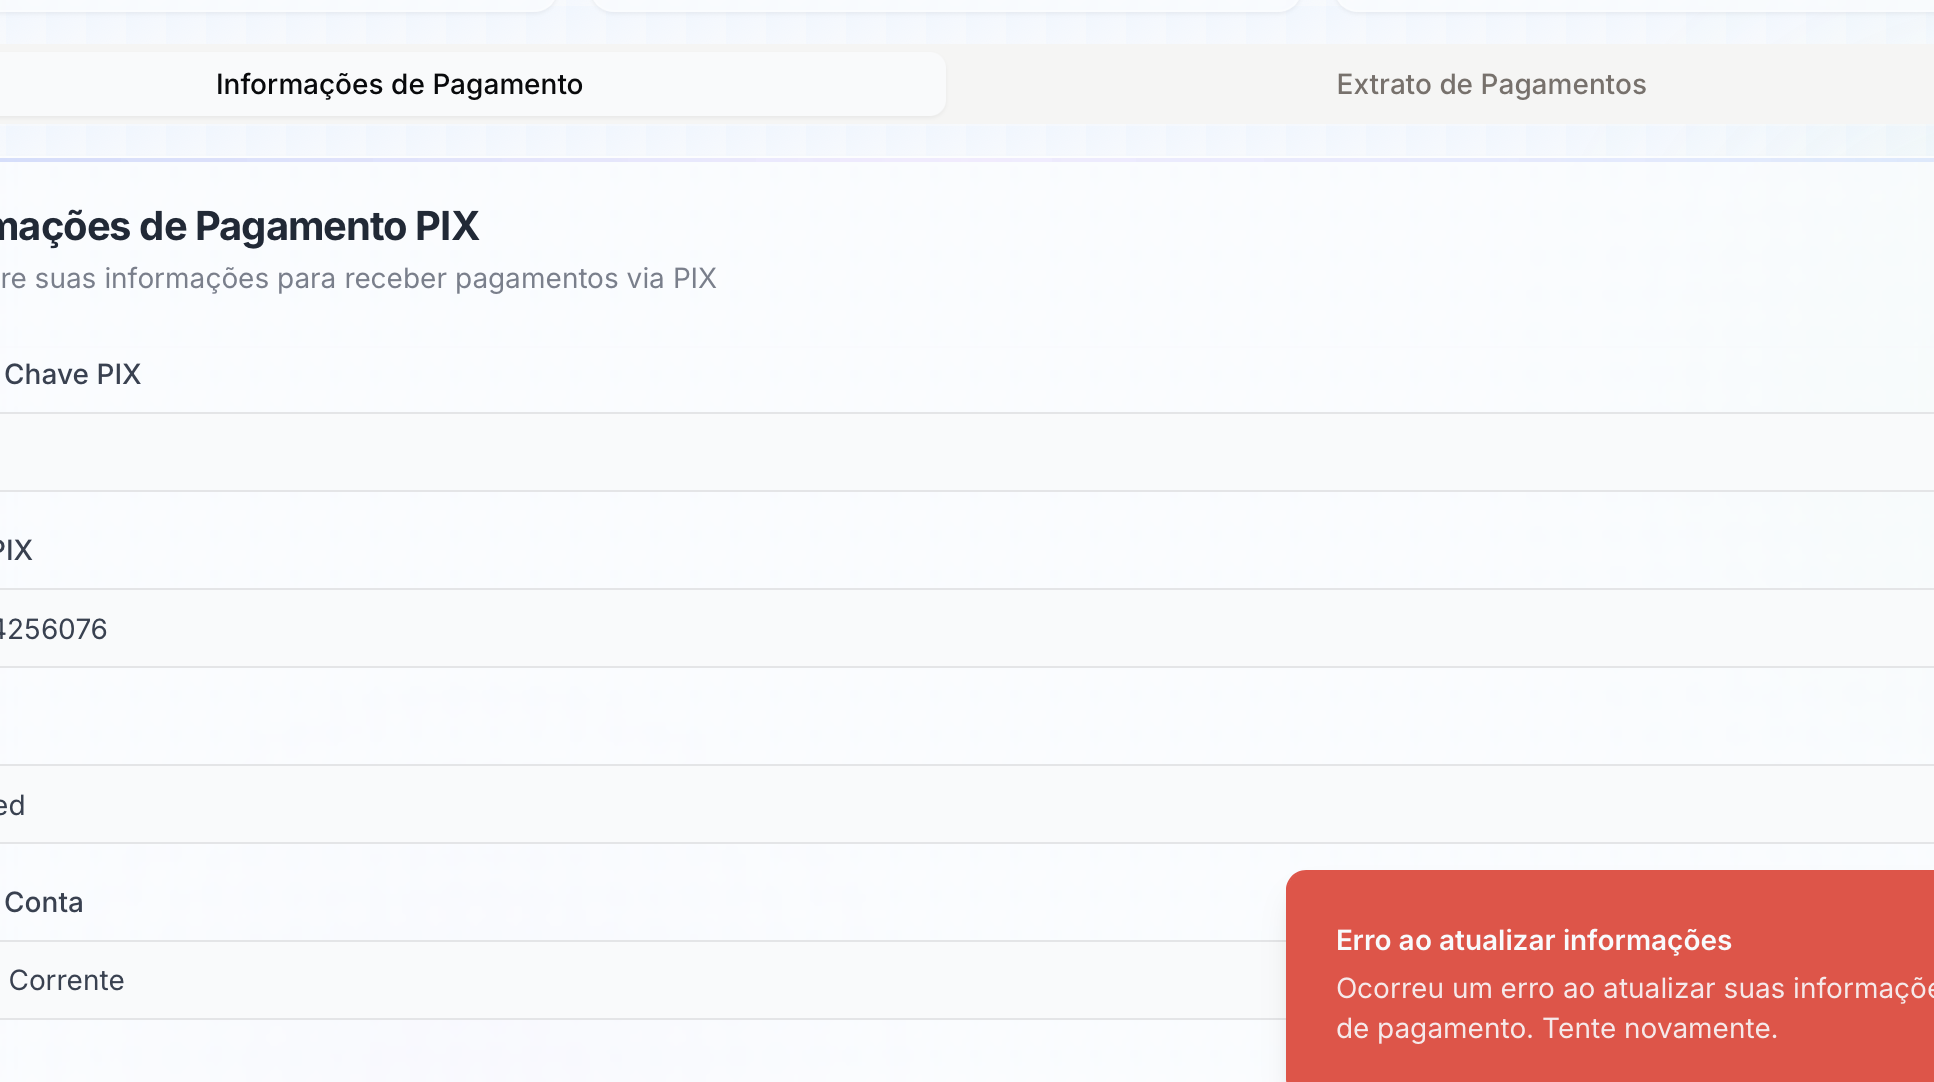 Informações de Pagamento
Extrato de Pagamentos
mações de Pagamento PIX
re suas informações para receber pagamentos via PIX
Chave PIX
PIX
4256076
ed
Conta
Corrente
Erro ao atualizar informações
Ocorreu um erro ao atualizar suas informaçõe
de pagamento. Tente novamente.